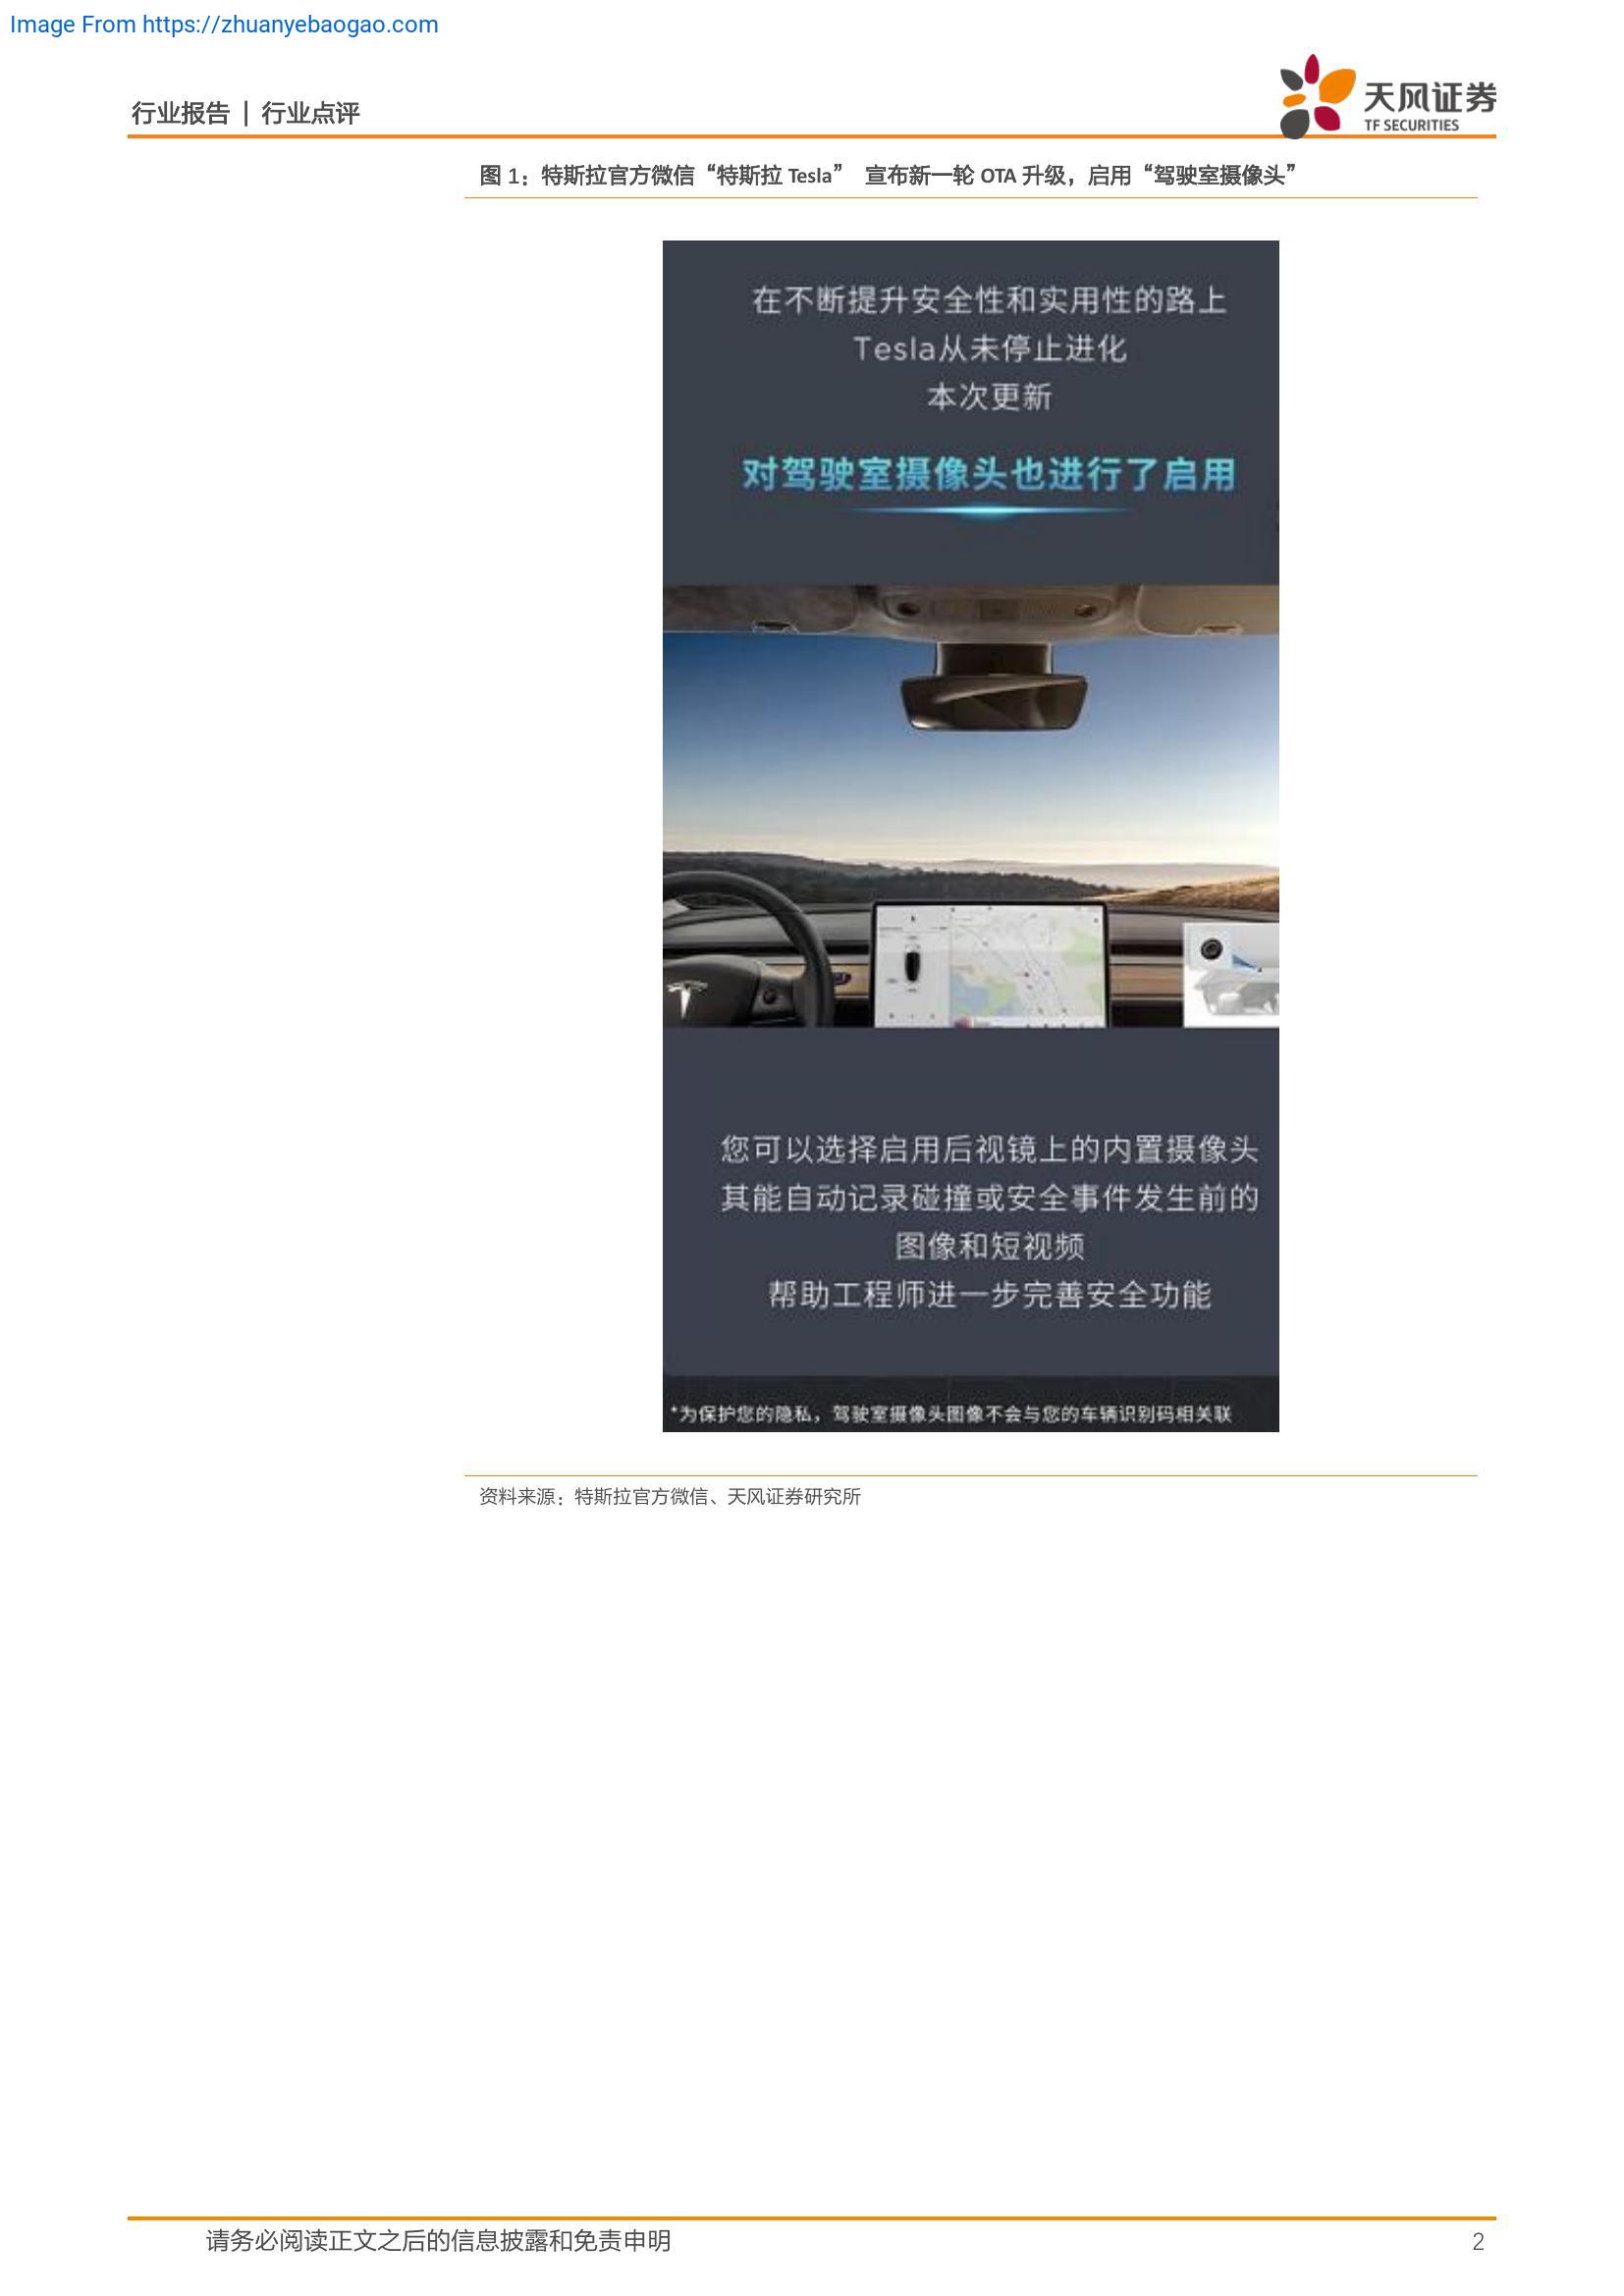 Image From https://zhuanyebaogao.com
行业报告 | 行业点评
天风证券
TF SECURITIES
图 1：特斯拉官方微信“特斯拉 Tesla” 宣布新一轮 OTA 升级，启用“驾驶室摄像头”
在不断提升安全性和实用性的路上
Tesla从未停止进化
本次更新
对驾驶室摄像头也进行了启用
您可以选择启用后视镜上的内置摄像头
其能自动记录碰撞或安全事件发生前的
图像和短视频
帮助工程师进一步完善安全功能
*为保护您的隐私，驾驶室摄像头图像不会与您的车辆识别码相关联
资料来源：特斯拉官方微信、天风证券研究所
请务必阅读正文之后的信息披露和免责申明
2